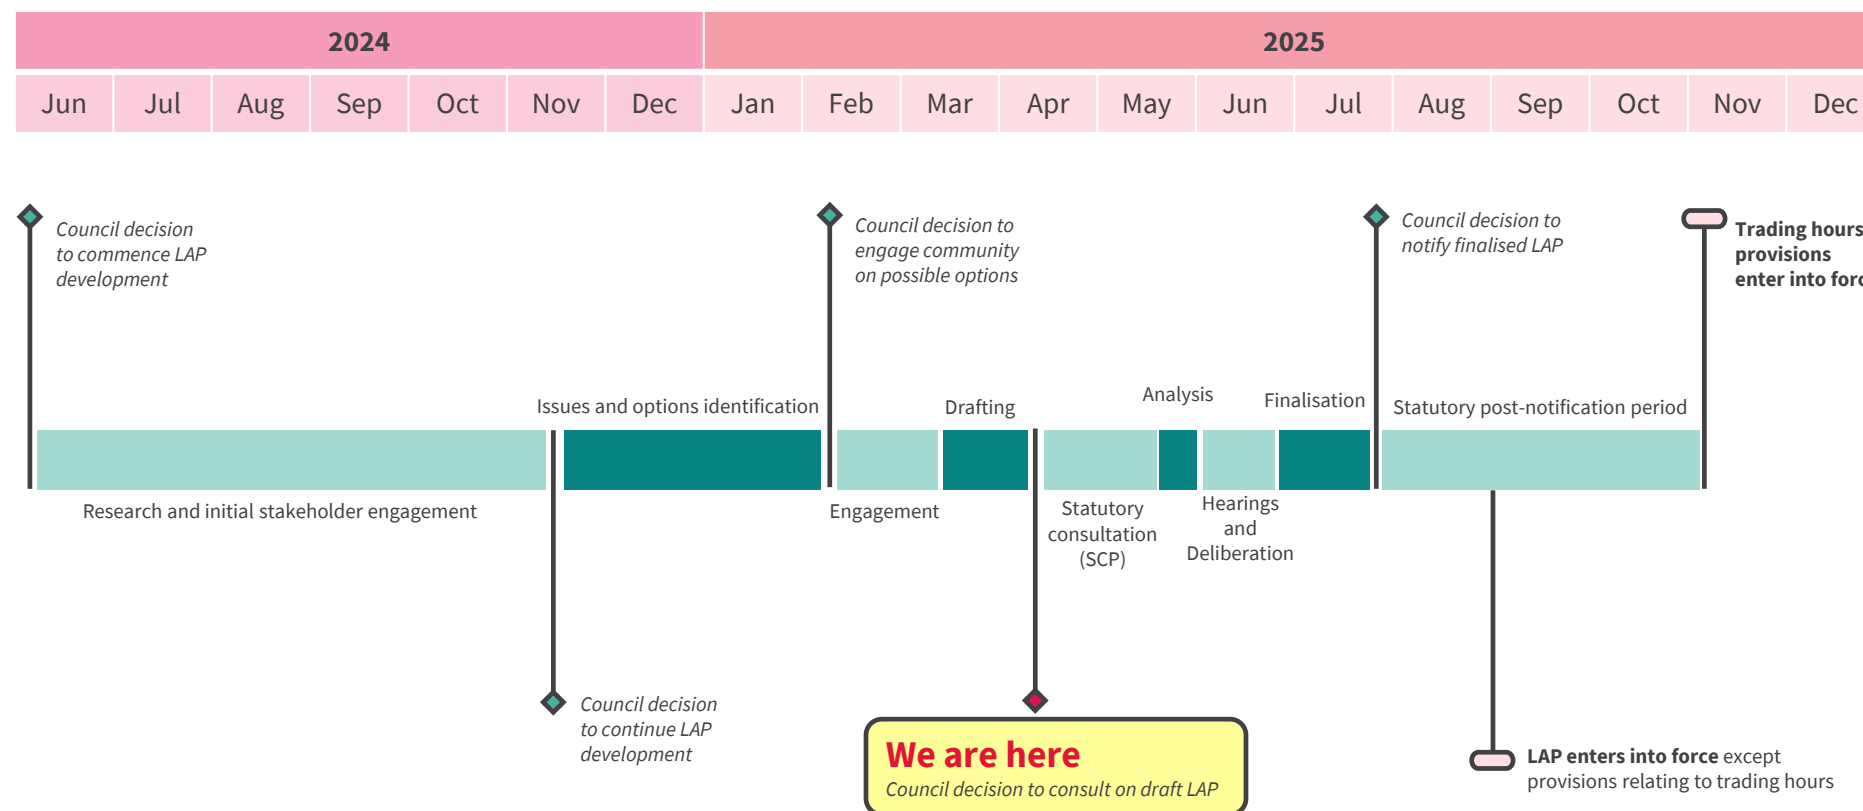 2024
2025
Jun Jul Aug Sep Oct Nov Dec Jan Feb Mar Apr May Jun Jul Aug Sep Oct Nov Dec
Council decision
to commence LAP
development
Council decision to
engage community
on possible options
Council decision to
notify finalised LAP
Trading hours
provisions
enter into
Issues and options identification
Drafting
Analysis
Finalisation
Statutory post-notification period
Research and initial stakeholder engagement
Engagement
Statutory
consultation
(SCP)
Hearings
and
Deliberation
Council decision
to continue LAP
development
We are here
Council decision to consult on draft LAP
LAP enters into force except
provisions relating to trading hours